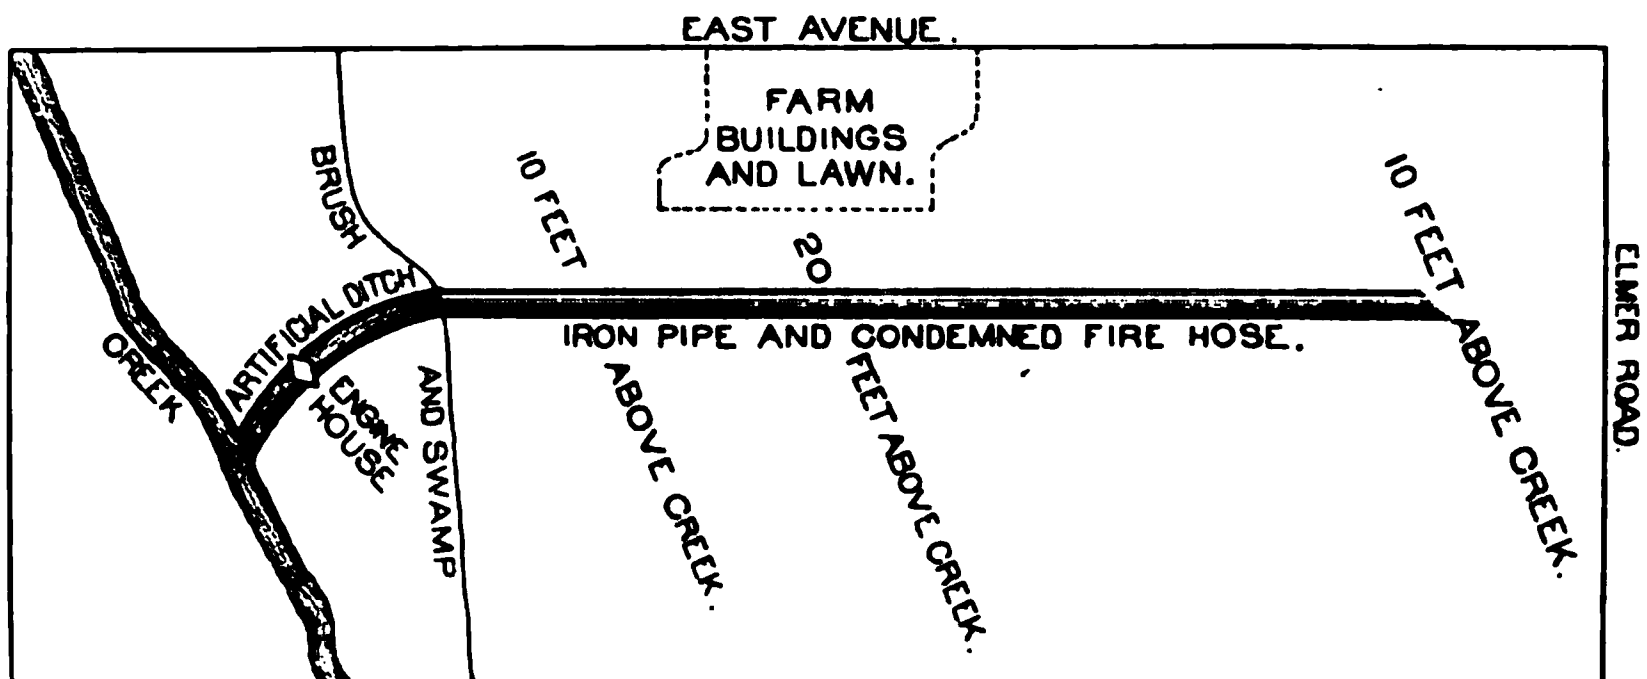 EAST AVENUE.
FARM
BUILDINGS
AND LAWN.
BRUSH
AND SWAMP
10 FEET
ABOVE CREEK.
20
FEET ABOVE CREEK.
10 FEET ABOVE CREEK.
ELMER ROAD.
ARTIFICIAL DITCH
IRON PIPE AND CONDEMNED FIRE HOSE.
CREEK
ENGINE
HOUSE